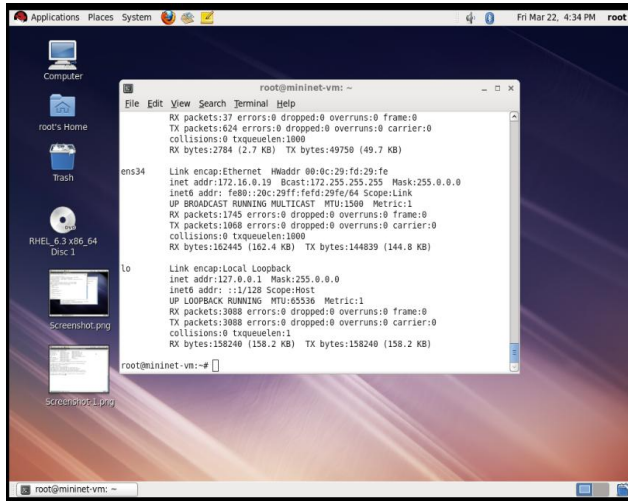 Applications Places System
Fri Mar 22, 4:34 PM root
Computer
root's Home
Trash
RHEL_6.3 x86_64
Disc 1
Screenshot.png
Screenshot-1.png
root@mininet-vm: ~
File Edit View Search Terminal Help
RX packets:37 errors:0 dropped:0 overruns:0 frame:0
TX packets:624 errors:0 dropped:0 overruns:0 carrier:0
collisions:0 txqueuelen:1000
RX bytes:2784 (2.7 KB)  TX bytes:49750 (49.7 KB)
ens34 Link encap:Ethernet  HWaddr 00:0c:29:fd:29:fe
inet addr:172.16.0.19  Bcast:172.255.255.255  Mask:255.0.0.0
inet6 addr: fe80::20c:29ff:fefd:29fe/64 Scope:Link
UP BROADCAST RUNNING MULTICAST  MTU:1500  Metric:1
RX packets:1745 errors:0 dropped:0 overruns:0 frame:0
TX packets:1068 errors:0 dropped:0 overruns:0 carrier:0
collisions:0 txqueuelen:1000
RX bytes:162445 (162.4 KB)  TX bytes:144839 (144.8 KB)
lo Link encap:Local Loopback
inet addr:127.0.0.1  Mask:255.0.0.0
inet6 addr: ::1/128 Scope:Host
UP LOOPBACK RUNNING  MTU:65536  Metric:1
RX packets:3088 errors:0 dropped:0 overruns:0 frame:0
TX packets:3088 errors:0 dropped:0 overruns:0 carrier:0
collisions:0 txqueuelen:1
RX bytes:158240 (158.2 KB)  TX bytes:158240 (158.2 KB)
root@mininet-vm:~#
root@mininet-vm: ~